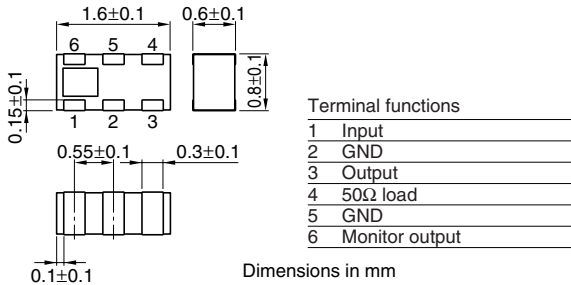 1.6±0.1
0.6±0.1
6 5 4
0.15±0.1
0.8±0.1
1 2 3
0.55±0.1
0.3±0.1
0.1±0.1
Terminal functions
1 Input
2 GND
3 Output
4 50Ω load
5 GND
6 Monitor output
Dimensions in mm